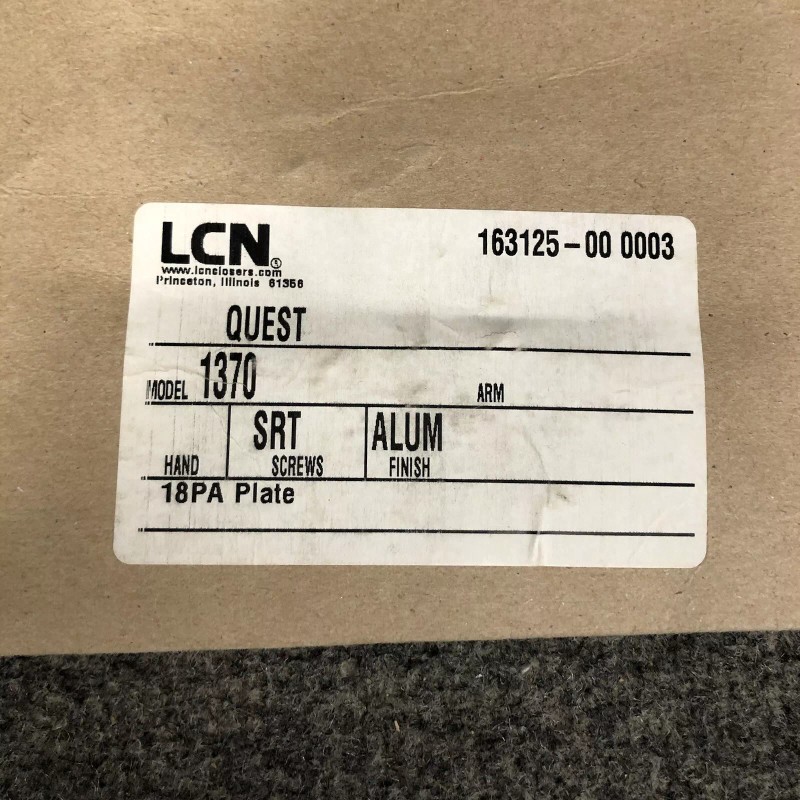 LCN®
163125-00 0003
www.lcnclosers.com
Princeton, Illinois 61356
QUEST
MODEL 1370 ARM
SRT ALUM
HAND SCREWS FINISH
18PA Plate